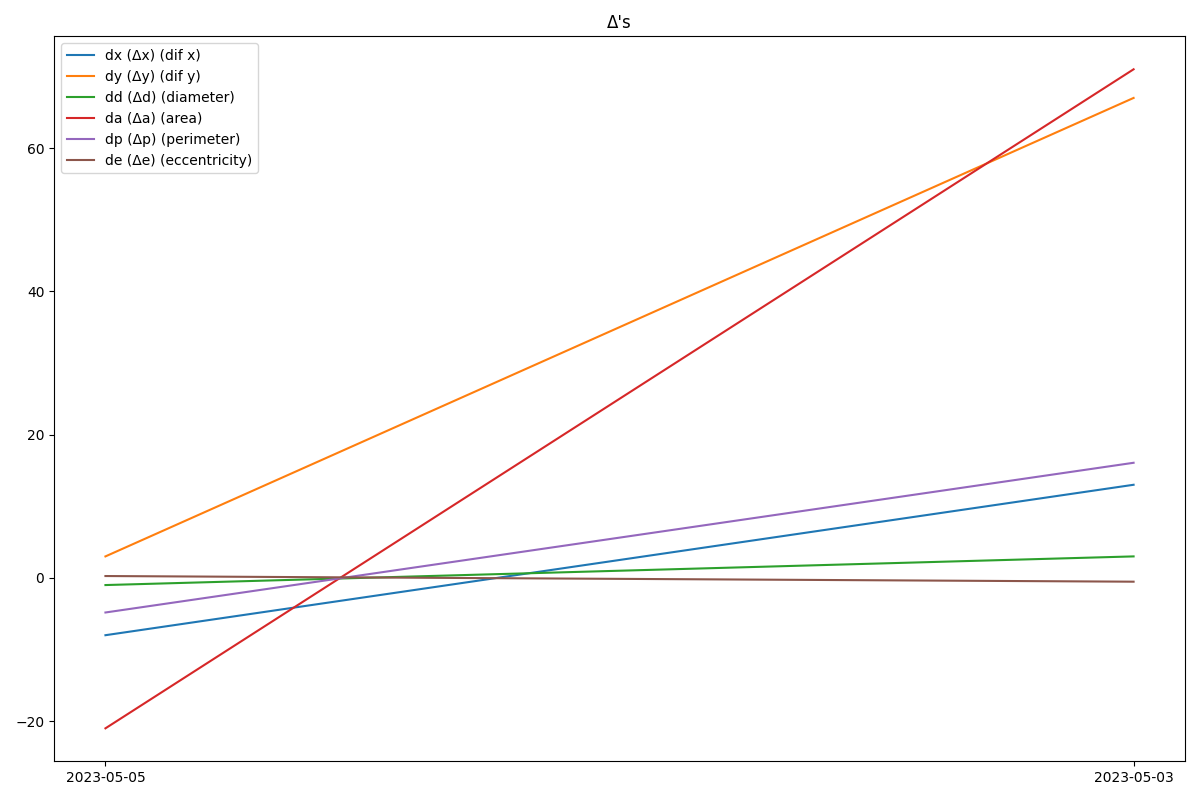 Δ's
dx (Δx) (dif x)
dy (Δy) (dif y)
dd (Δd) (diameter)
da (Δa) (area)
dp (Δp) (perimeter)
de (Δe) (eccentricity)
60
40
20
0
−20
2023-05-05
2023-05-03